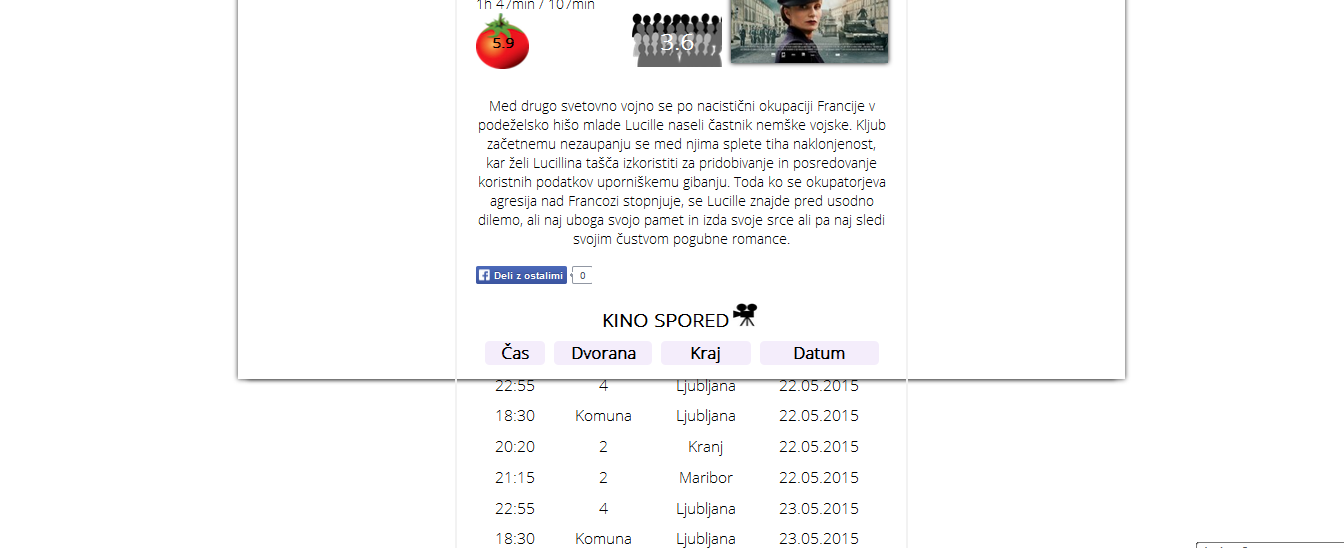 1h 47min / 107min
5.9
3.6
Med drugo svetovno vojno se po nacistični okupaciji Francije v
podeželsko hišo mlade Lucille naseli častnik nemške vojske. Kljub
začetnemu nezaupanju se med njima splete tiha naklonjenost,
kar želi Lucillina tašča izkoristiti za pridobivanje in posredovanje
koristnih podatkov uporniškemu gibanju. Toda ko se okupatorjeva
agresija nad Francozi stopnjuje, se Lucille znajde pred usodno
dilemo, ali naj uboga svojo pamet in izda svoje srce ali pa naj sledi
svojim čustvom pogubne romance.
Deli z ostalimi 0
KINO SPORED
Čas Dvorana Kraj Datum
22:55 4 Ljubljana 22.05.2015
18:30 Komuna Ljubljana 22.05.2015
20:20 2 Kranj 22.05.2015
21:15 2 Maribor 22.05.2015
22:55 4 Ljubljana 23.05.2015
18:30 Komuna Ljubljana 23.05.2015